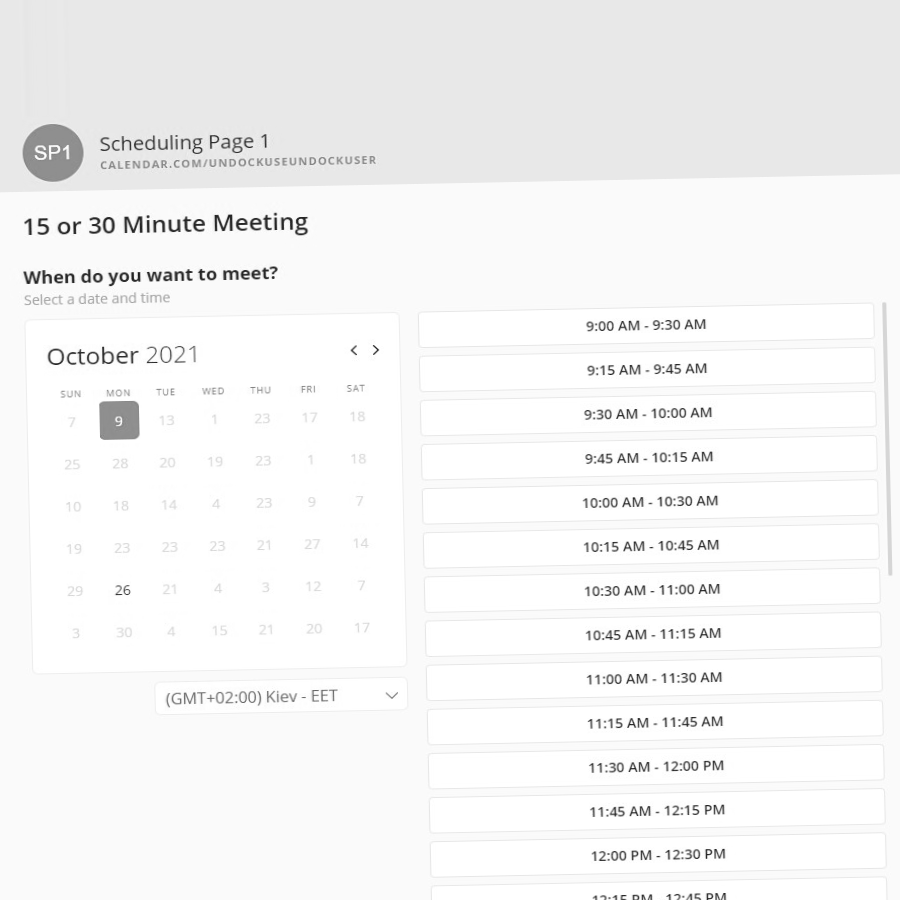 SP1
Scheduling Page 1
CALENDAR.COM/UNDOCKUSEUNDOCKUSER
15 or 30 Minute Meeting
When do you want to meet?
Select a date and time
October 2021
SUN MON TUE WED THU FRI SAT
7 9 13 1 23 17 18
25 28 20 19 23 1 18
10 18 14 4 23 9 7
19 23 23 23 21 27 14
29 26 21 4 3 12 7
3 30 4 15 21 20 17
(GMT+02:00) Kiev - EET
9:00 AM - 9:30 AM
9:15 AM - 9:45 AM
9:30 AM - 10:00 AM
9:45 AM - 10:15 AM
10:00 AM - 10:30 AM
10:15 AM - 10:45 AM
10:30 AM - 11:00 AM
10:45 AM - 11:15 AM
11:00 AM - 11:30 AM
11:15 AM - 11:45 AM
11:30 AM - 12:00 PM
11:45 AM - 12:15 PM
12:00 PM - 12:30 PM
12:15 PM - 12:45 PM